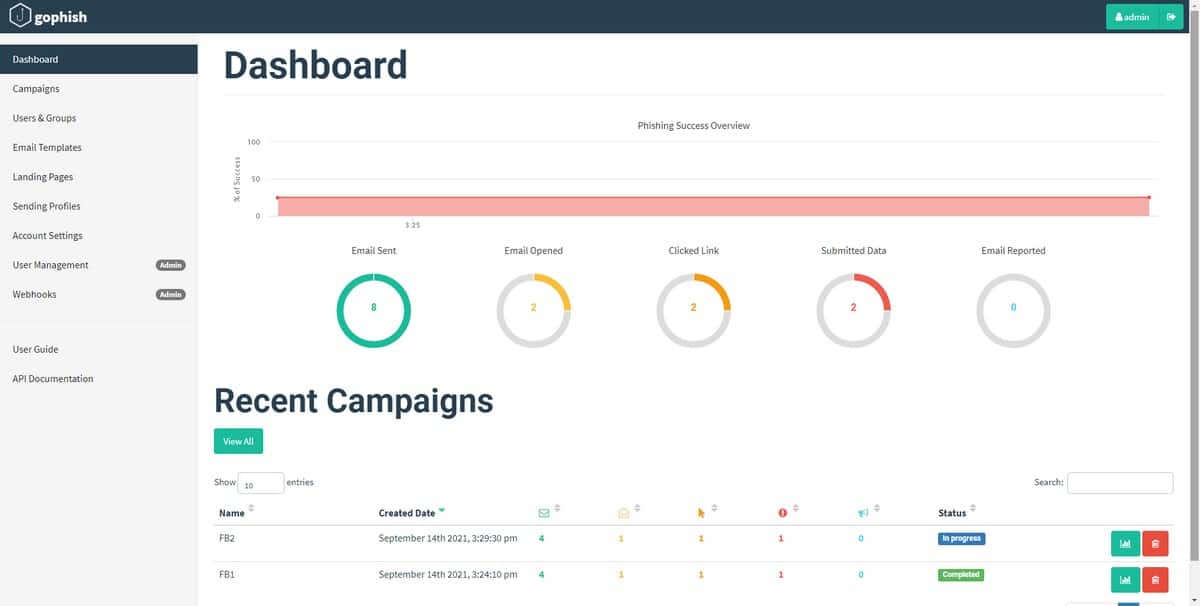 gophish
admin
Dashboard
Campaigns
Users & Groups
Email Templates
Landing Pages
Sending Profiles
Account Settings
User Management Admin
Webhooks Admin
User Guide
API Documentation
Dashboard
Phishing Success Overview
% of Success
100
50
0
3:25
Email Sent Email Opened Clicked Link Submitted Data Email Reported
8 2 2 2 0
Recent Campaigns
View All
Show 10 entries Search:
Name Created Date Status
FB2 September 14th 2021, 3:29:30 pm 4 1 1 1 0 In progress
FB1 September 14th 2021, 3:24:10 pm 4 1 1 1 0 Completed